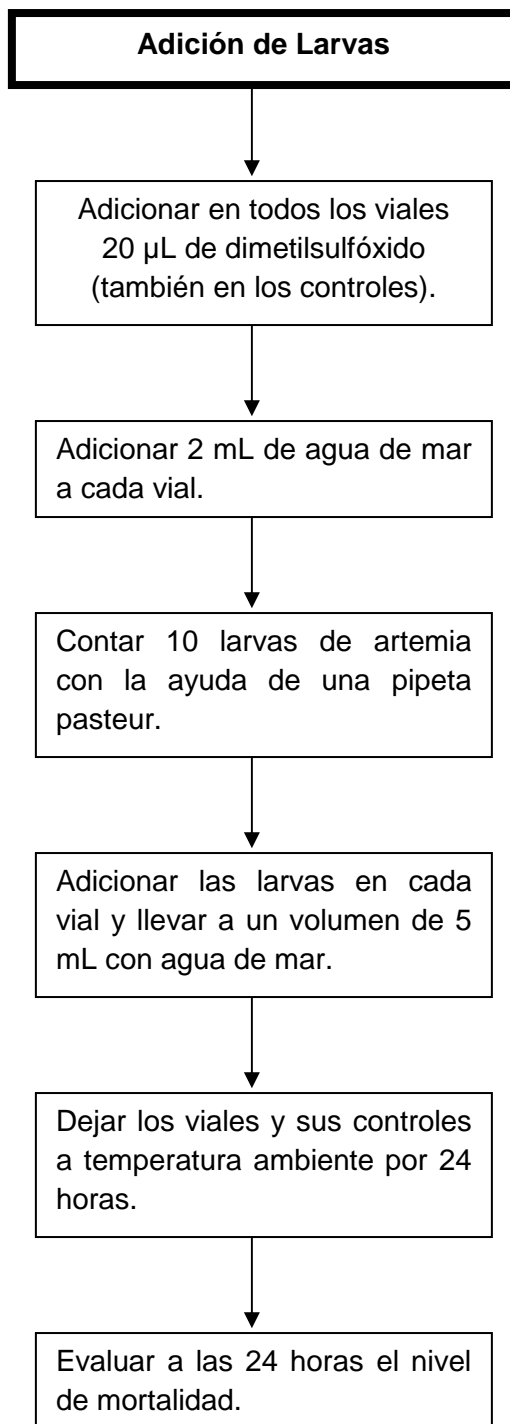 Adición de Larvas
Adicionar en todos los viales
20 µL de dimetilsulfóxido
(también en los controles).
Adicionar 2 mL de agua de mar
a cada vial.
Contar 10 larvas de artemia
con la ayuda de una pipeta
pasteur.
Adicionar las larvas en cada
vial y llevar a un volumen de 5
mL con agua de mar.
Dejar los viales y sus controles
a temperatura ambiente por 24
horas.
Evaluar a las 24 horas el nivel
de mortalidad.